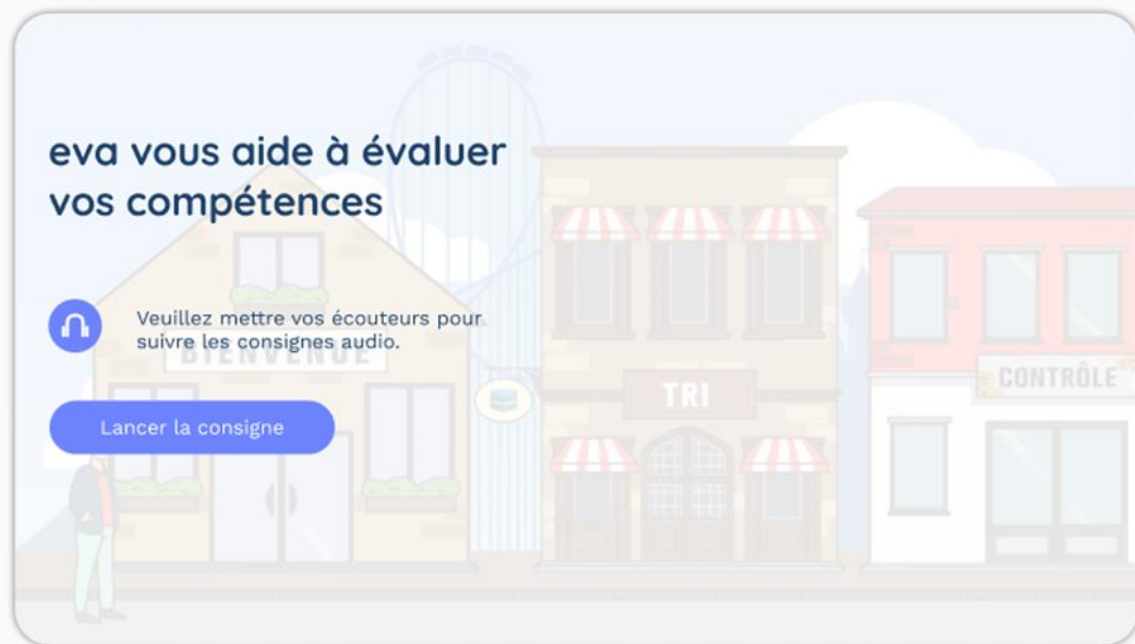 eva vous aide à évaluer
vos compétences
Veuillez mettre vos écouteurs pour
suivre les consignes audio.
BIENVENUE
Lancer la consigne
TRI
CONTRÔLE